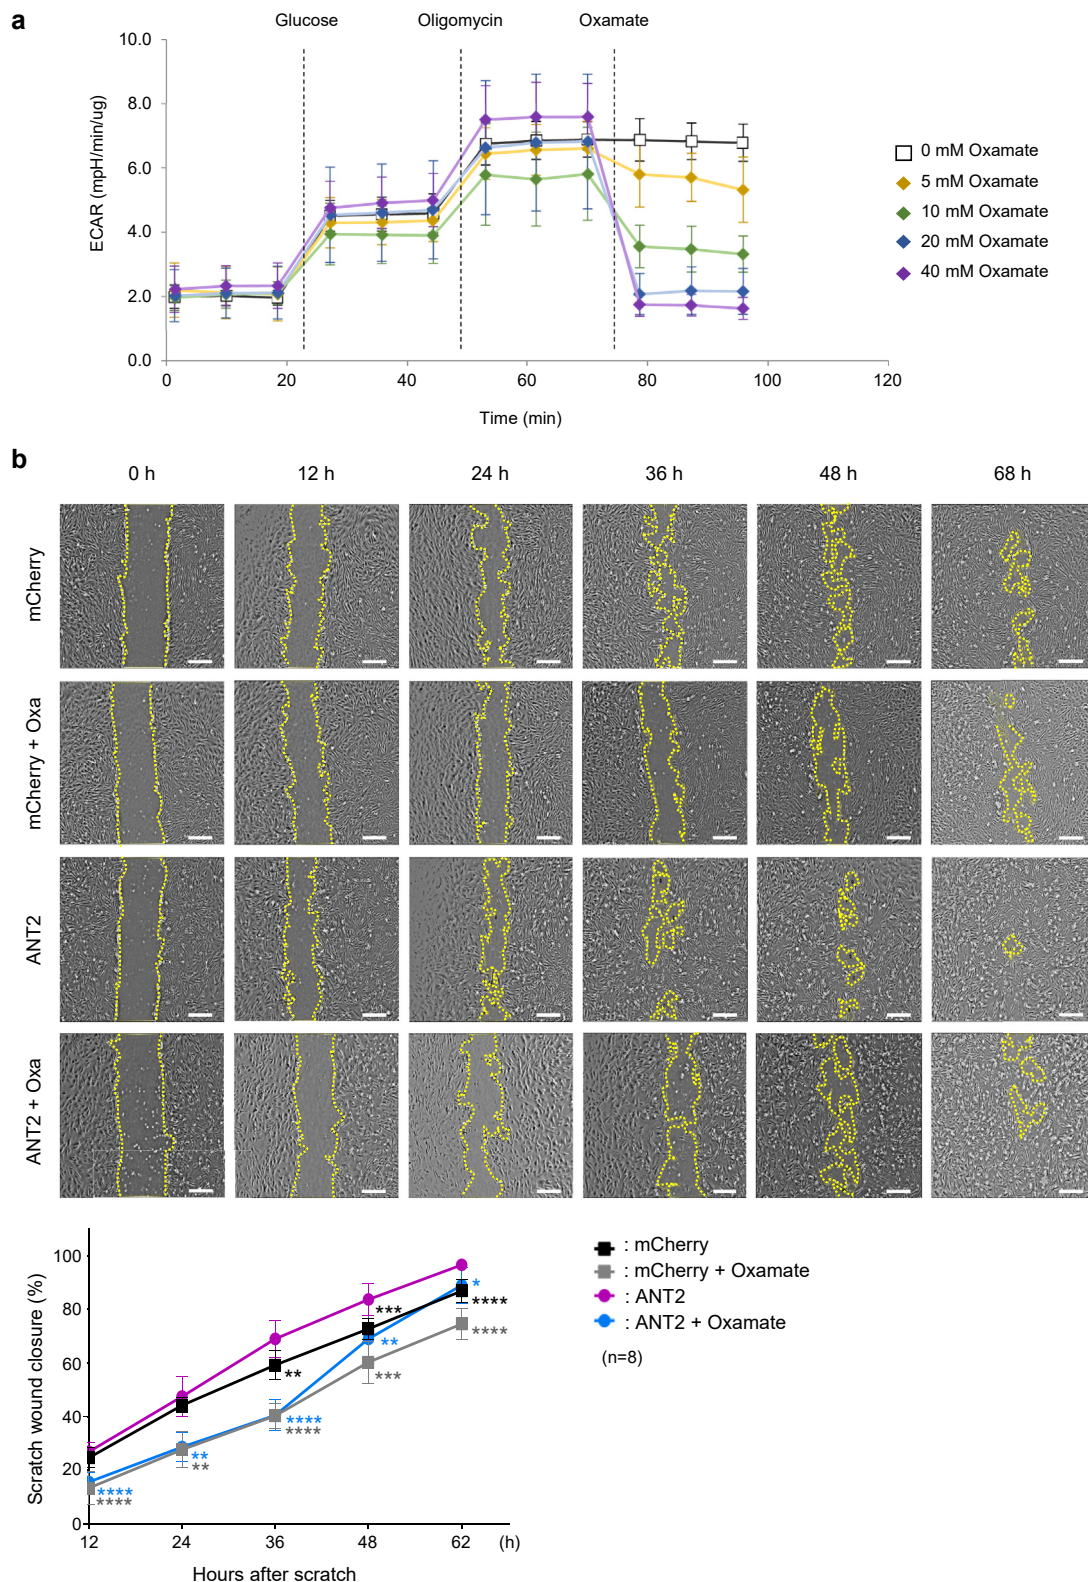 a
Glucose
Oligomycin
Oxamate
10.0
8.0
6.0
4.0
2.0
0.0
ECAR (mpH/min/ug)
0
20
40
60
80
100
120
Time (min)
0 mM Oxamate
5 mM Oxamate
10 mM Oxamate
20 mM Oxamate
40 mM Oxamate
b
0 h
12 h
24 h
36 h
48 h
68 h
mCherry
mCherry + Oxa
ANT2
ANT2 + Oxa
Scratch wound closure (%)
100
80
60
40
20
0
12
24
36
48
62
(h)
Hours after scratch
****
****
**
**
**
****
****
***
**
***
*
****
****
: mCherry
: mCherry + Oxamate
: ANT2
: ANT2 + Oxamate
(n=8)